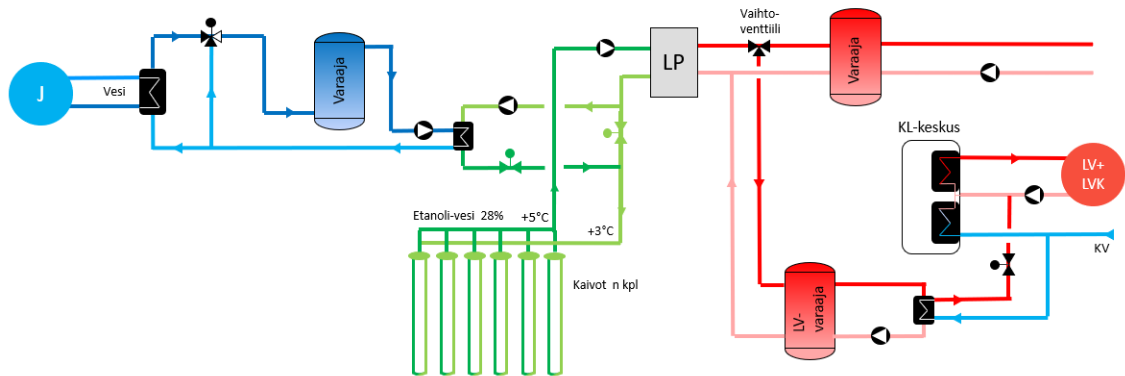 Vaihto-
venttiili
J
Vesi
Varaaja
LP
Varaaja
KL-keskus
LV+
LVK
Etanoli-vesi 28%
+5°C
+3°C
KV
Kaivot n kpl
LV-
varaaja